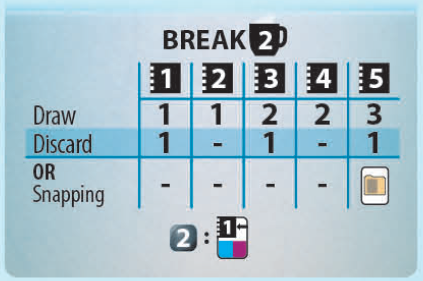 BREAK 2
1 2 3 4 5
Draw 1 1 2 2 3
Discard 1 - 1 - 1
OR
Snapping - - - -
2 : 1